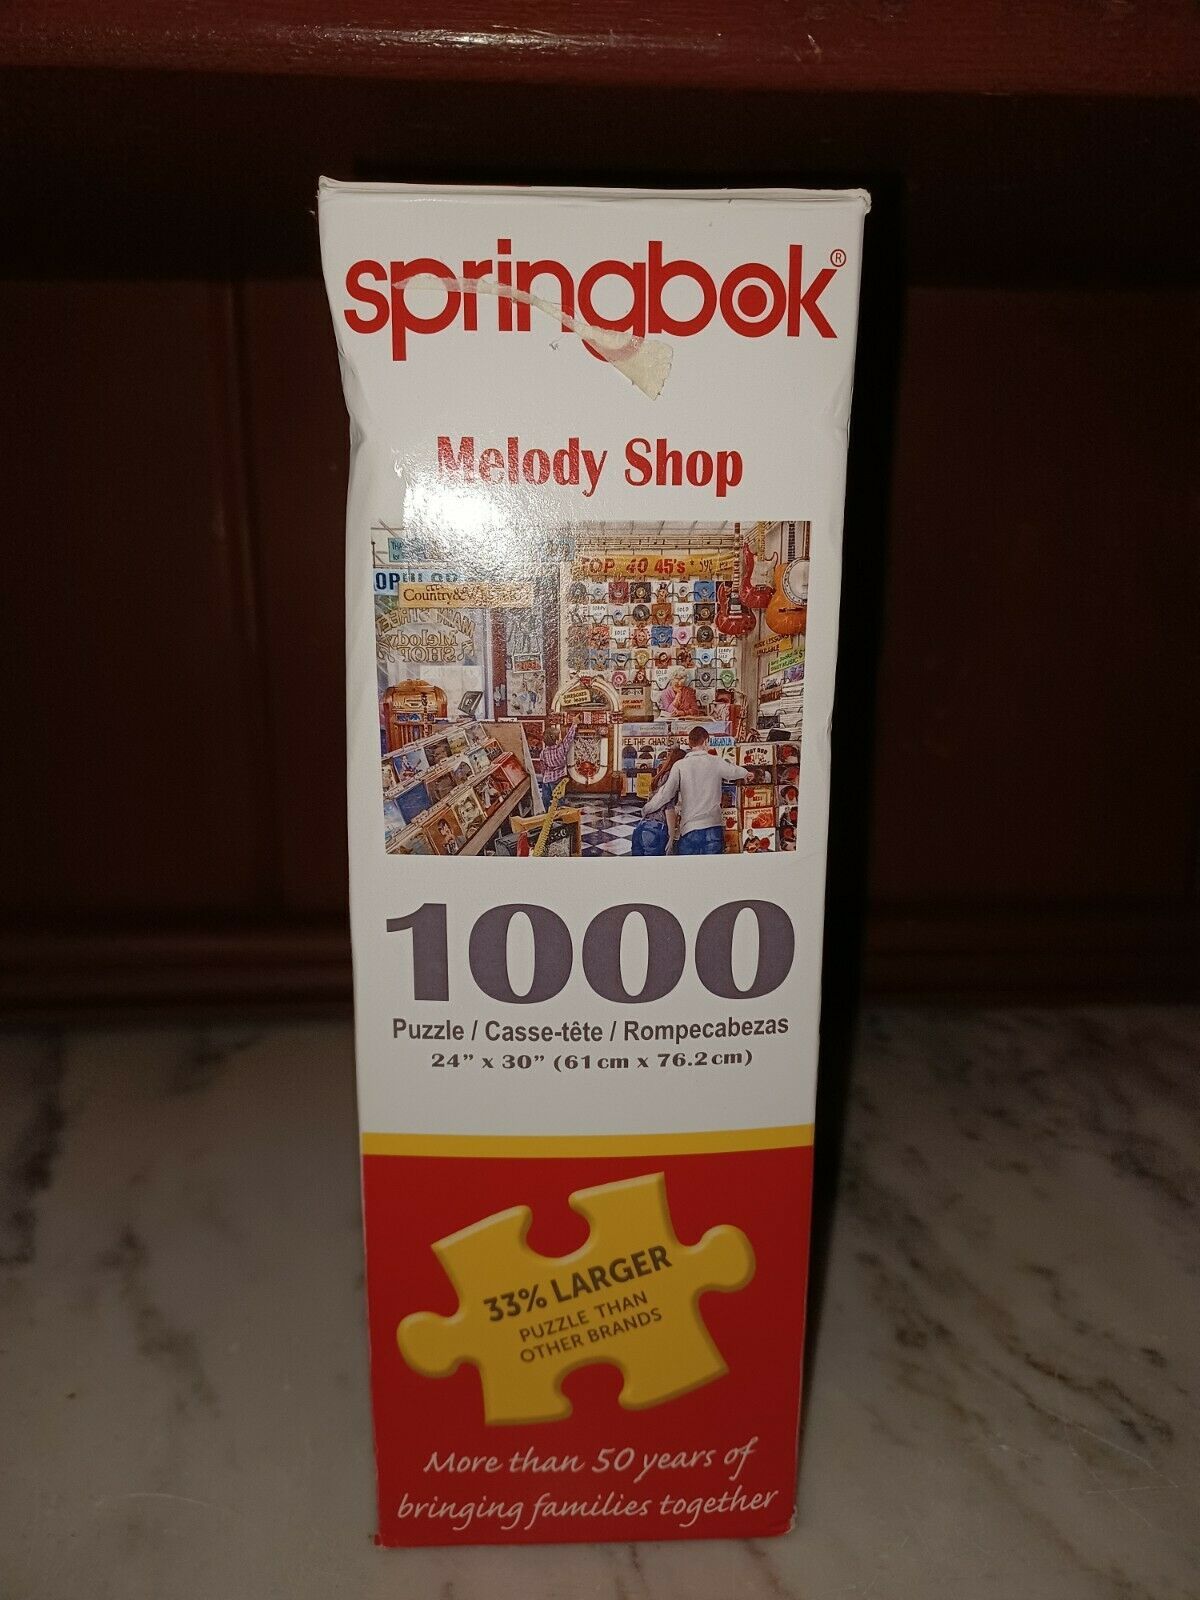 springbok®
Melody Shop
TOP 40 45's
Country &
Melody
SHOP
1000
Puzzle / Casse-tête / Rompecabezas
24” x 30” (61 cm x 76.2 cm)
33% LARGER
PUZZLE THAN
OTHER BRANDS
More than 50 years of
bringing families together